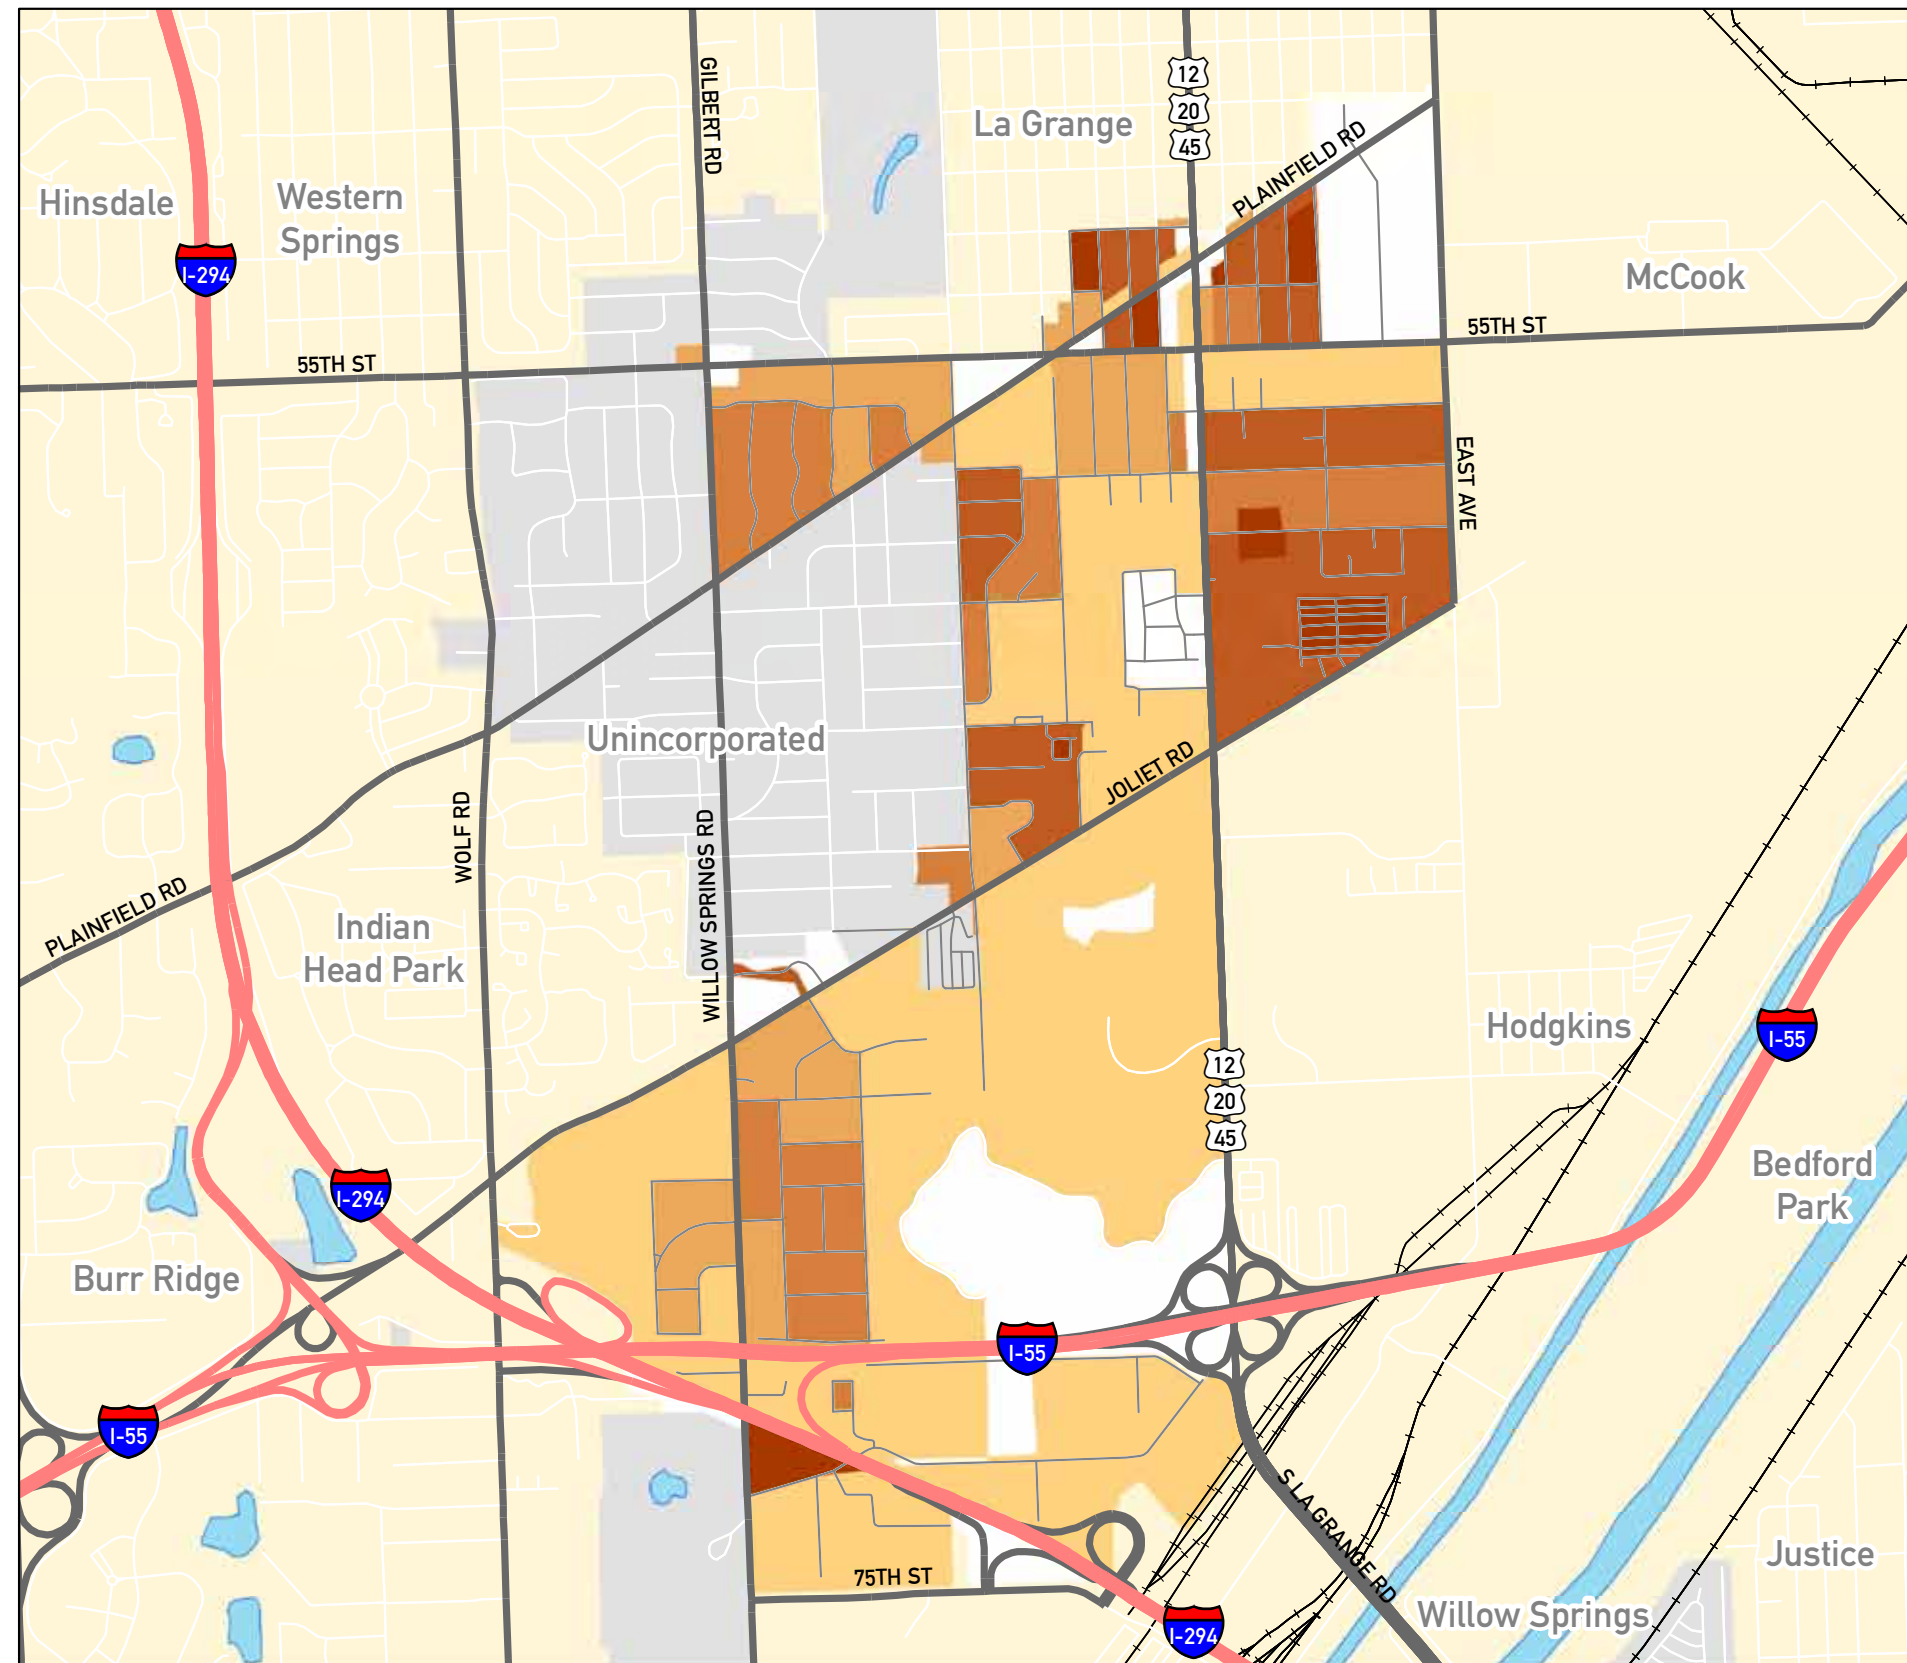 12
20
45
GILBERT RD
La Grange
PLAINFIELD RD
Hinsdale
Western
Springs
I-294
McCook
55TH ST
55TH ST
EAST AVE
Unincorporated
JOLIET RD
WOLF RD
WILLOW SPRINGS RD
PLAINFIELD RD
Indian
Head Park
Hodgkins
I-55
12
20
45
Bedford
Park
I-294
Burr Ridge
I-55
I-55
S LA GRANGE RD
75TH ST
Justice
Willow Springs
I-294